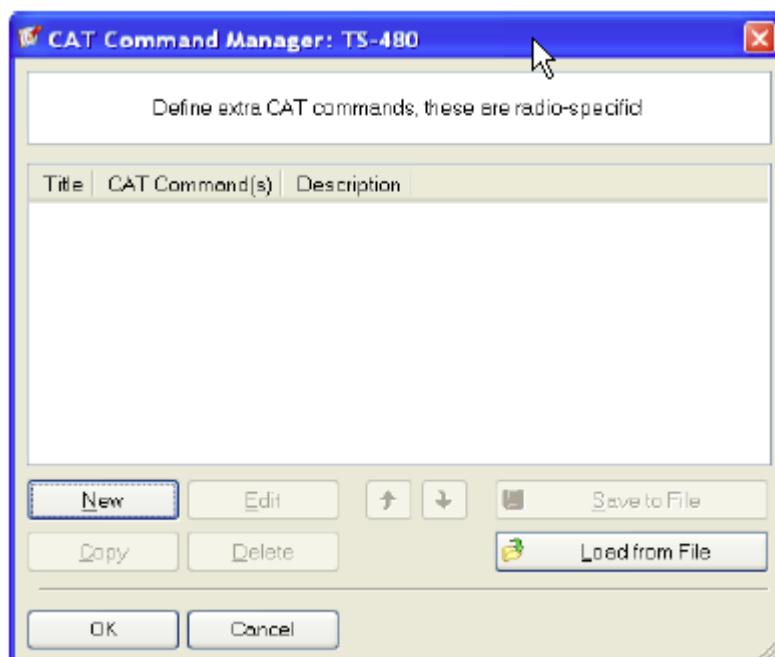 CAT Command Manager: TS-480
Define extra CAT commands, these are radio-specific!
Title CAT Command(s) Description
New Edit Save to File
Copy Delete Load from File
OK Cancel